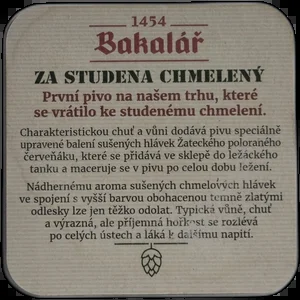 1454
Bakalář
ZA STUDENA CHMELENÝ
První pivo na našem trhu, které
se vrátilo ke studenému chmelení.
Charakteristickou chuť a vůni dodává pivu speciálně
upravené balení sušených hlávek Žateckého poloraného
červeňáku, které se přidává ve sklepě do ležáckého
tanku a maceruje se v pivu po celou dobu ležení.
Nádhernému aroma sušených chmelových hlávek
ve spojení s vyšší barvou obohacenou temně zlatými
odlesky lze jen těžko odolat. Typická vůně, chuť
a výrazná, ale příjemná hořkost se rozlévá
po celých ústech a láká k dalšímu napití.